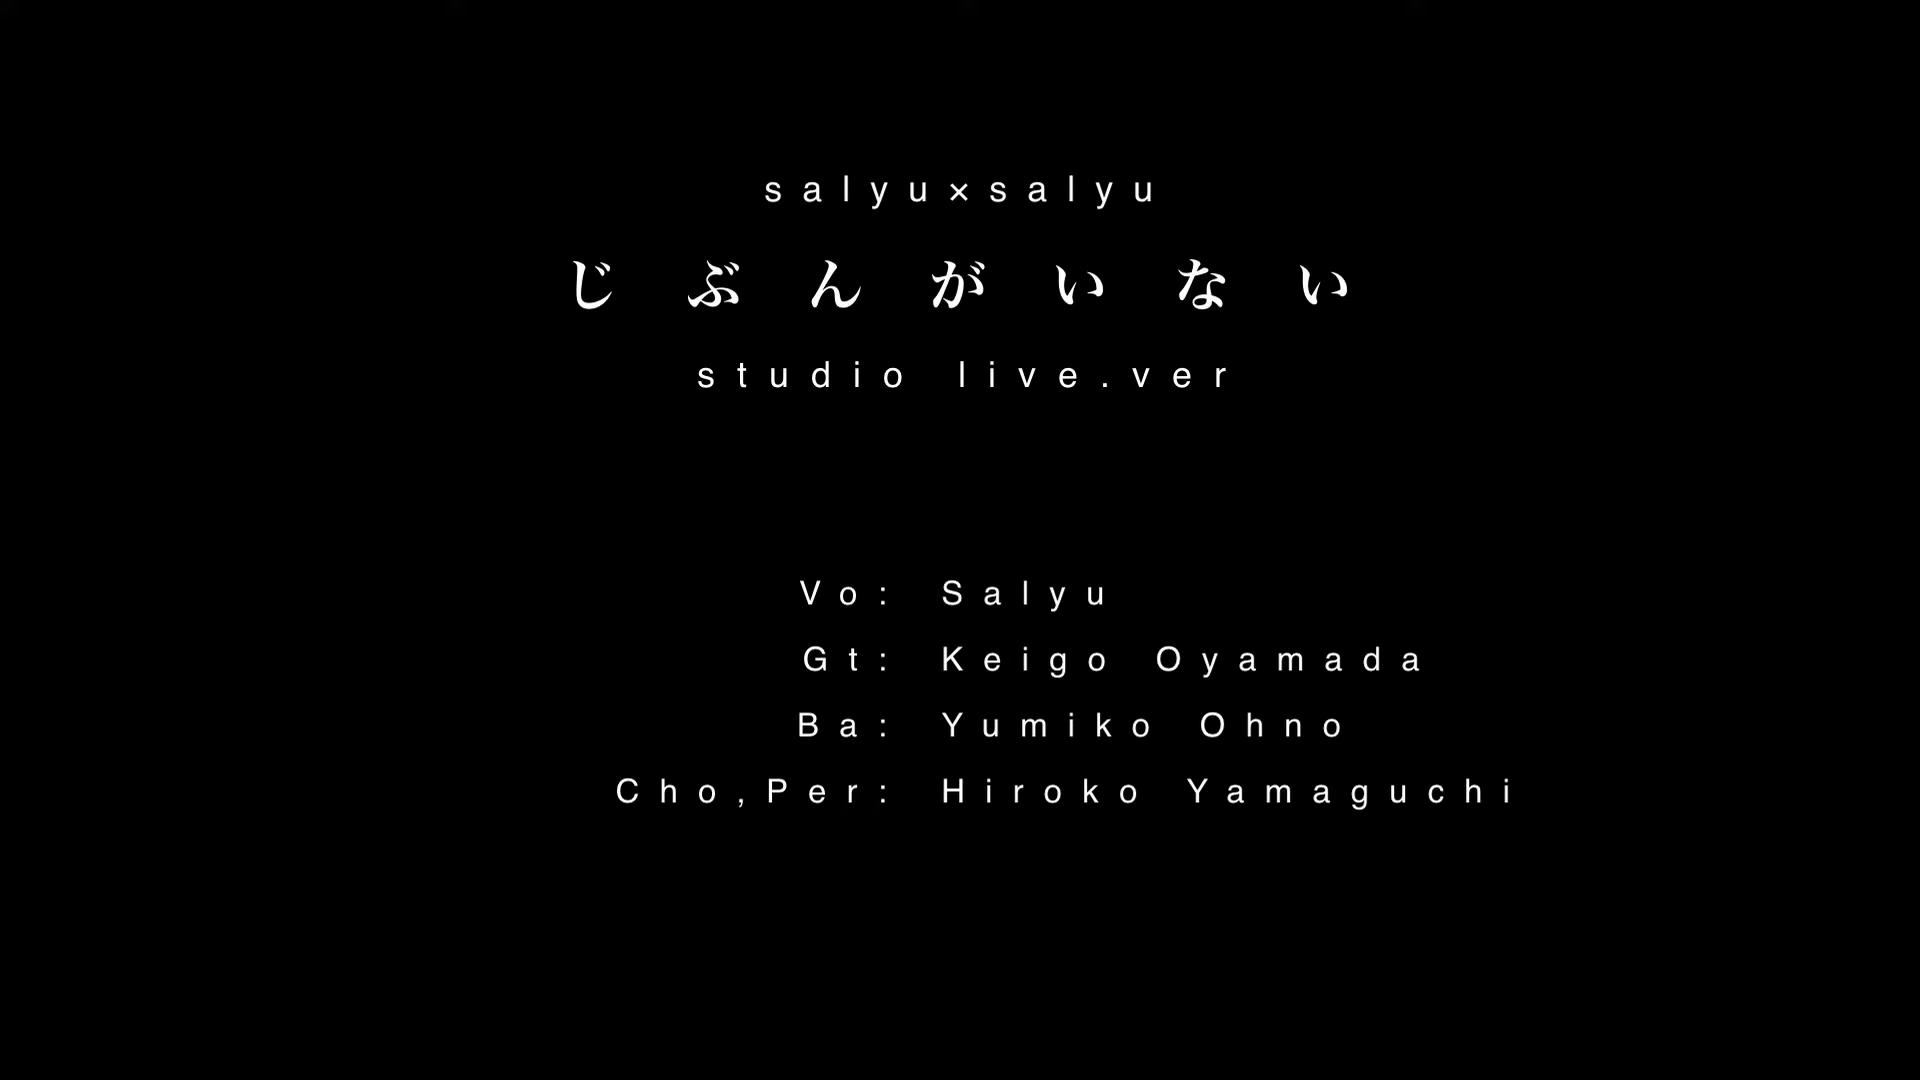 salyu×salyu
じぶんがいない
studio live.ver
Vo: Salyu
Gt: Keigo Oyamada
Ba: Yumiko Ohno
Cho,Per: Hiroko Yamaguchi